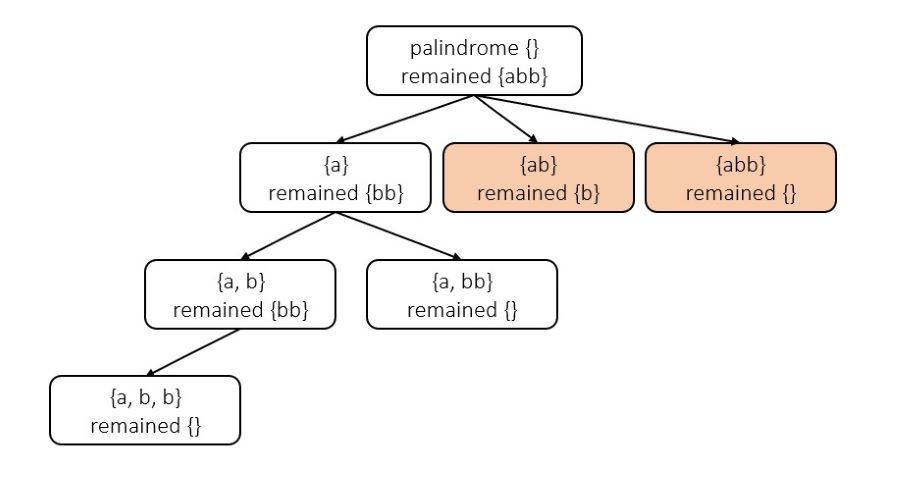 palindrome {}
remained {abb}
{a}
remained {bb}
{ab}
remained {b}
{abb}
remained {}
{a, b}
remained {bb}
{a, bb}
remained {}
{a, b, b}
remained {}